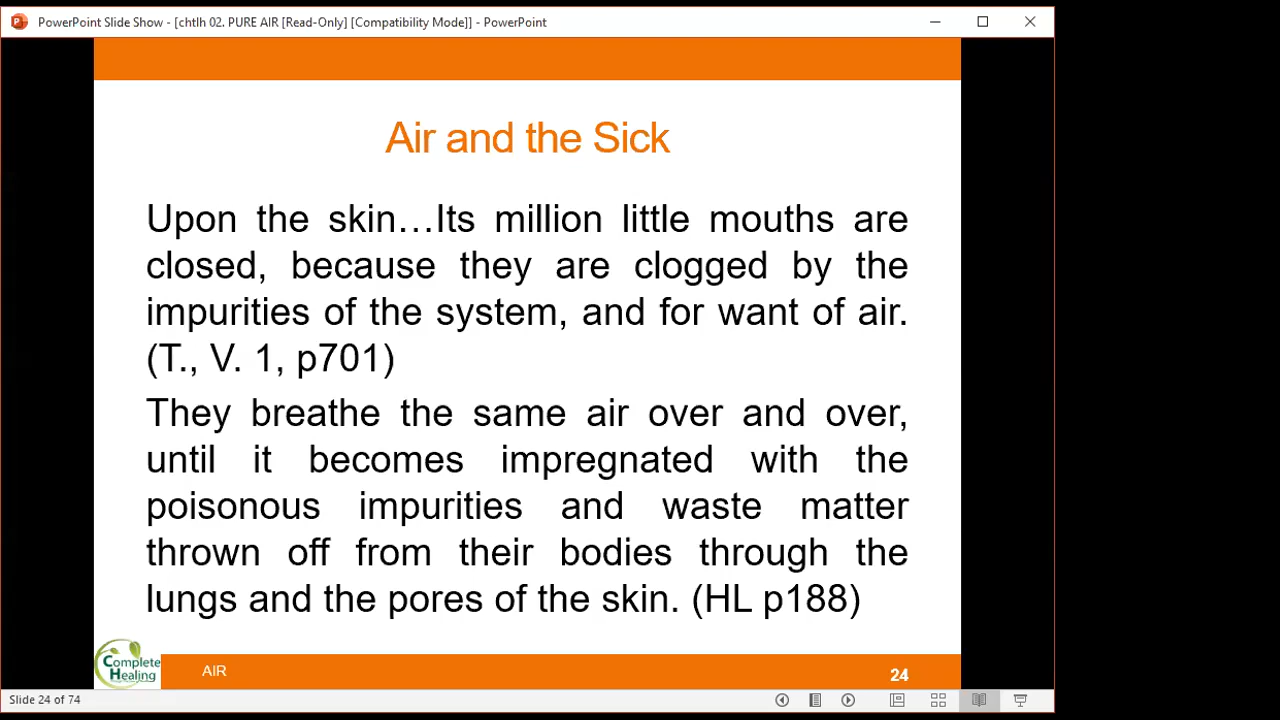 PowerPoint Slide Show - [chtlh 02. PURE AIR [Read-Only] [Compatibility Mode]] - PowerPoint
Air and the Sick
Upon the skin…Its million little mouths are
closed, because they are clogged by the
impurities of the system, and for want of air.
(T., V. 1, p701)
They breathe the same air over and over,
until it becomes impregnated with the
poisonous impurities and waste matter
thrown off from their bodies through the
lungs and the pores of the skin. (HL p188)
Complete
Healing
AIR
24
Slide 24 of 74